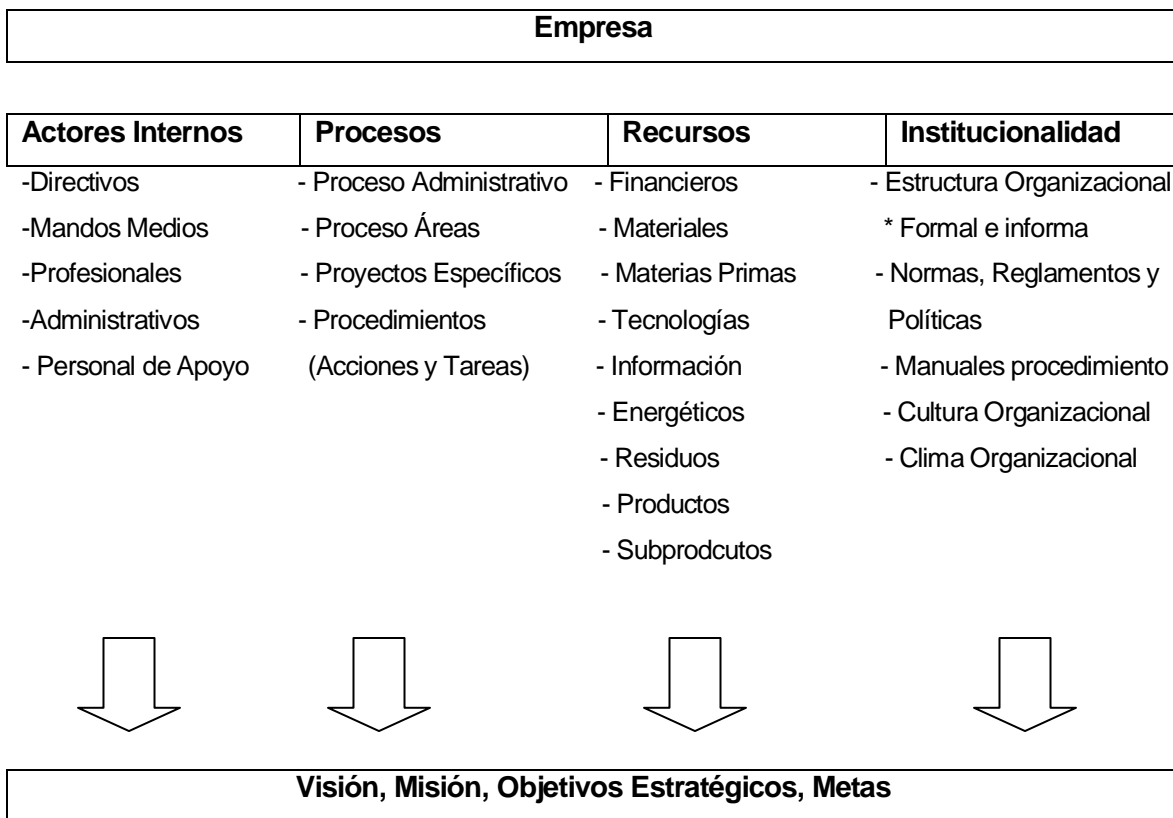 Empresa
Actores Internos Procesos Recursos Institucionalidad
-Directivos - Proceso Administrativo - Financieros - Estructura Organizacional
-Mandos Medios - Proceso Áreas - Materiales * Formal e informa
-Profesionales - Proyectos Específicos - Materias Primas - Normas, Reglamentos y
-Administrativos - Procedimientos - Tecnologías Políticas
- Personal de Apoyo (Acciones y Tareas) - Información - Manuales procedimiento
- Energéticos - Cultura Organizacional
- Residuos - Clima Organizacional
- Productos
- Subprodcutos
Visión, Misión, Objetivos Estratégicos, Metas